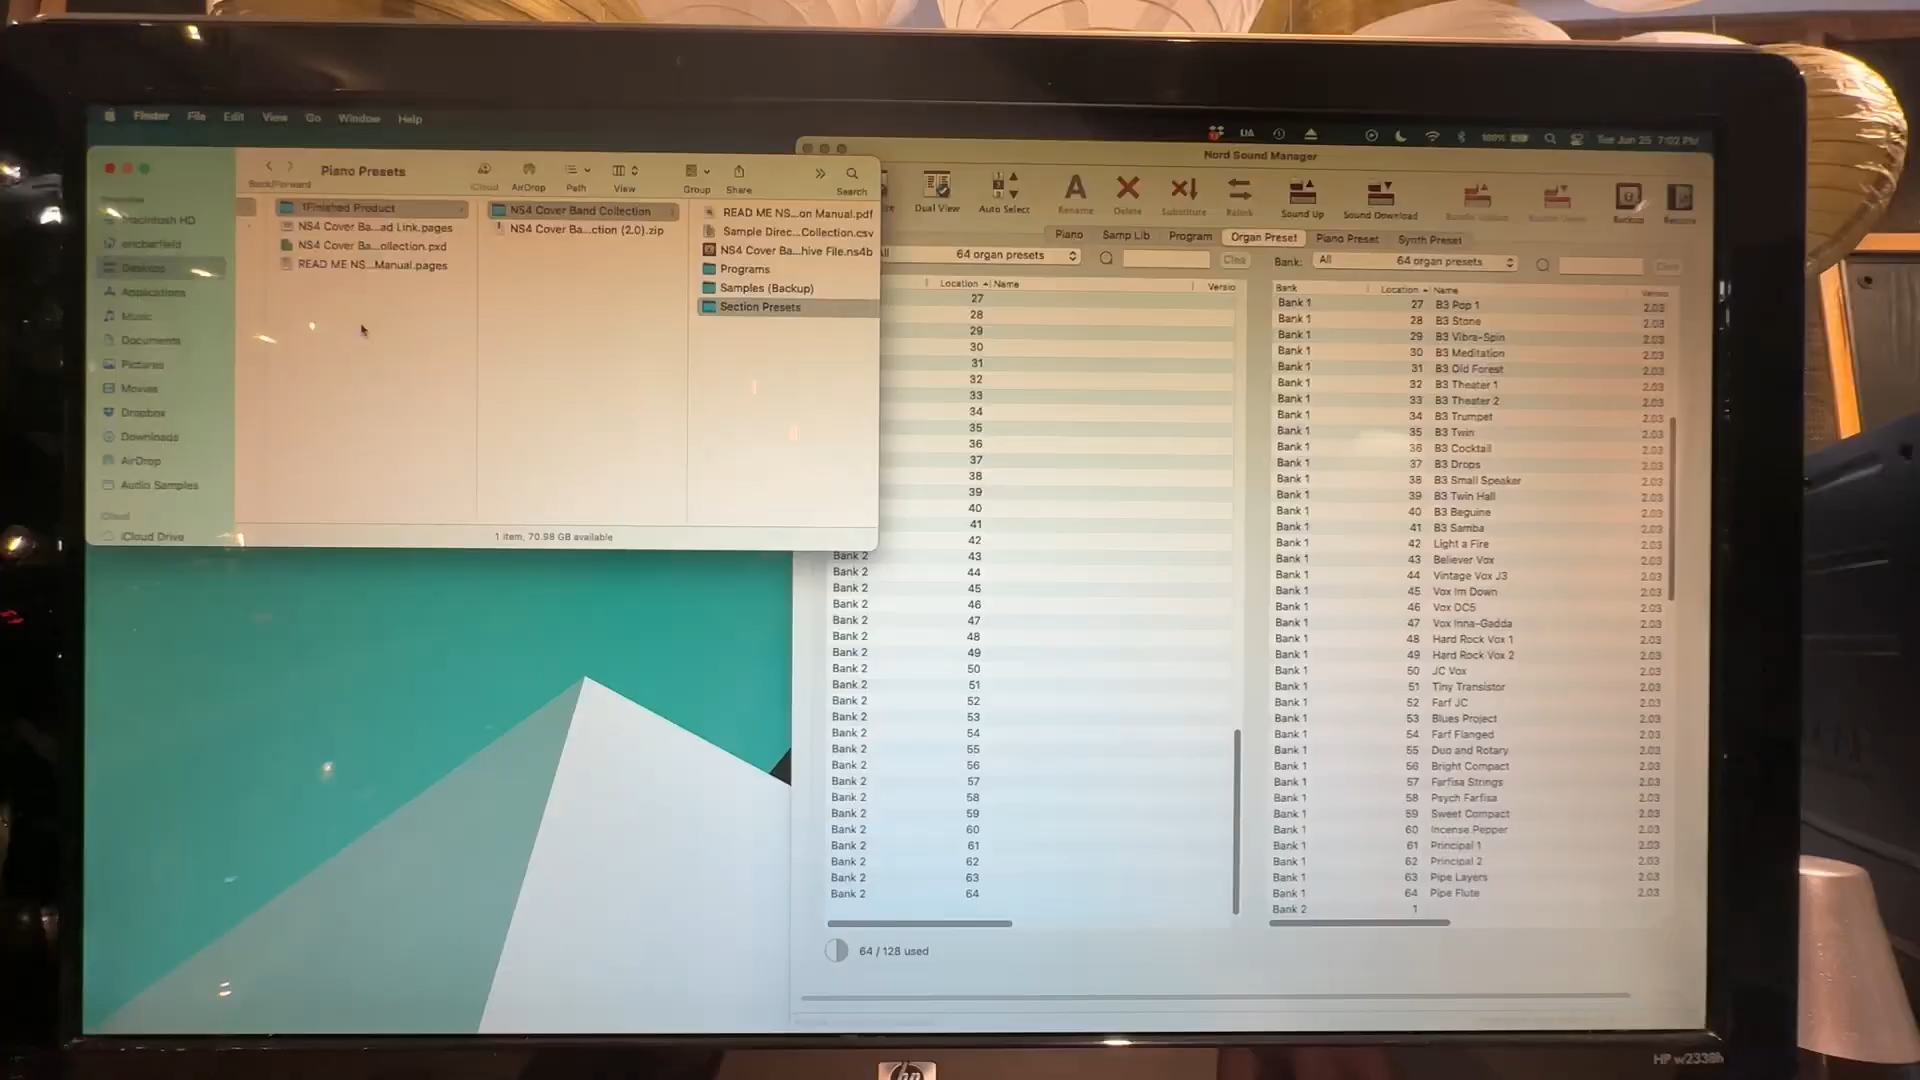 Finder File Edit View Go Window Help
100% Tue Jun 25 7:02 PM
Piano Presets
Back/Forward iCloud AirDrop Path View Group Share Search
Macintosh HD
ericbarfield
Desktop
Applications
Music
Documents
Pictures
Movies
Dropbox
Downloads
AirDrop
Audio Samples
iCloud
iCloud Drive
1Finished Product
NS4 Cover Ba...ad Link.pages
NS4 Cover Ba...ollection.pxd
READ ME NS...Manual.pages
NS4 Cover Band Collection
NS4 Cover Ba...ction (2.0).zip
READ ME NS...on Manual.pdf
Sample Direc...Collection.csv
NS4 Cover Ba...hive File.ns4b
Programs
Samples (Backup)
Section Presets
1 item, 70.98 GB available
Nord Sound Manager
Dual View Auto Select Rename Delete Substitute Relink Sound Up Sound Download Backup Restore
Piano Samp Lib Program Organ Preset Piano Preset Synth Preset
64 organ presets
Bank: All 64 organ presets
Location Name Versio
27
28
29
30
31
32
33
34
35
36
37
38
39
40
41
42
Bank 2 43
Bank 2 44
Bank 2 45
Bank 2 46
Bank 2 47
Bank 2 48
Bank 2 49
Bank 2 50
Bank 2 51
Bank 2 52
Bank 2 53
Bank 2 54
Bank 2 55
Bank 2 56
Bank 2 57
Bank 2 58
Bank 2 59
Bank 2 60
Bank 2 61
Bank 2 62
Bank 2 63
Bank 2 64
64 / 128 used
Bank Location Name Versio
Bank 1 27 B3 Pop 1 2.03
Bank 1 28 B3 Stone 2.03
Bank 1 29 B3 Vibra-Spin 2.03
Bank 1 30 B3 Meditation 2.03
Bank 1 31 B3 Old Forest 2.03
Bank 1 32 B3 Theater 1 2.03
Bank 1 33 B3 Theater 2 2.03
Bank 1 34 B3 Trumpet 2.03
Bank 1 35 B3 Twin 2.03
Bank 1 36 B3 Cocktail 2.03
Bank 1 37 B3 Drops 2.03
Bank 1 38 B3 Small Speaker 2.03
Bank 1 39 B3 Twin Hall 2.03
Bank 1 40 B3 Beguine 2.03
Bank 1 41 B3 Samba 2.03
Bank 1 42 Light a Fire 2.03
Bank 1 43 Believer Vox 2.03
Bank 1 44 Vintage Vox J3 2.03
Bank 1 45 Vox Im Down 2.03
Bank 1 46 Vox DC5 2.03
Bank 1 47 Vox Inna-Gadda 2.03
Bank 1 48 Hard Rock Vox 1 2.03
Bank 1 49 Hard Rock Vox 2 2.03
Bank 1 50 JC Vox 2.03
Bank 1 51 Tiny Transistor 2.03
Bank 1 52 Farf JC 2.03
Bank 1 53 Blues Project 2.03
Bank 1 54 Farf Flanged 2.03
Bank 1 55 Duo and Rotary 2.03
Bank 1 56 Bright Compact 2.03
Bank 1 57 Farfisa Strings 2.03
Bank 1 58 Psych Farfisa 2.03
Bank 1 59 Sweet Compact 2.03
Bank 1 60 Incense Pepper 2.03
Bank 1 61 Principal 1 2.03
Bank 1 62 Principal 2 2.03
Bank 1 63 Pipe Layers 2.03
Bank 1 64 Pipe Flute 2.03
Bank 2 1
hp
HP w2338h